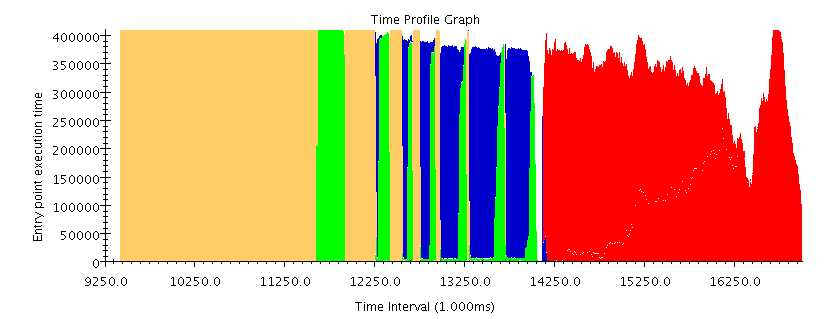 Time Profile Graph
Entry point execution time
400000
350000
300000
250000
200000
150000
100000
50000
0
9250.0 10250.0 11250.0 12250.0 13250.0 14250.0 15250.0 16250.0
Time Interval (1.000ms)